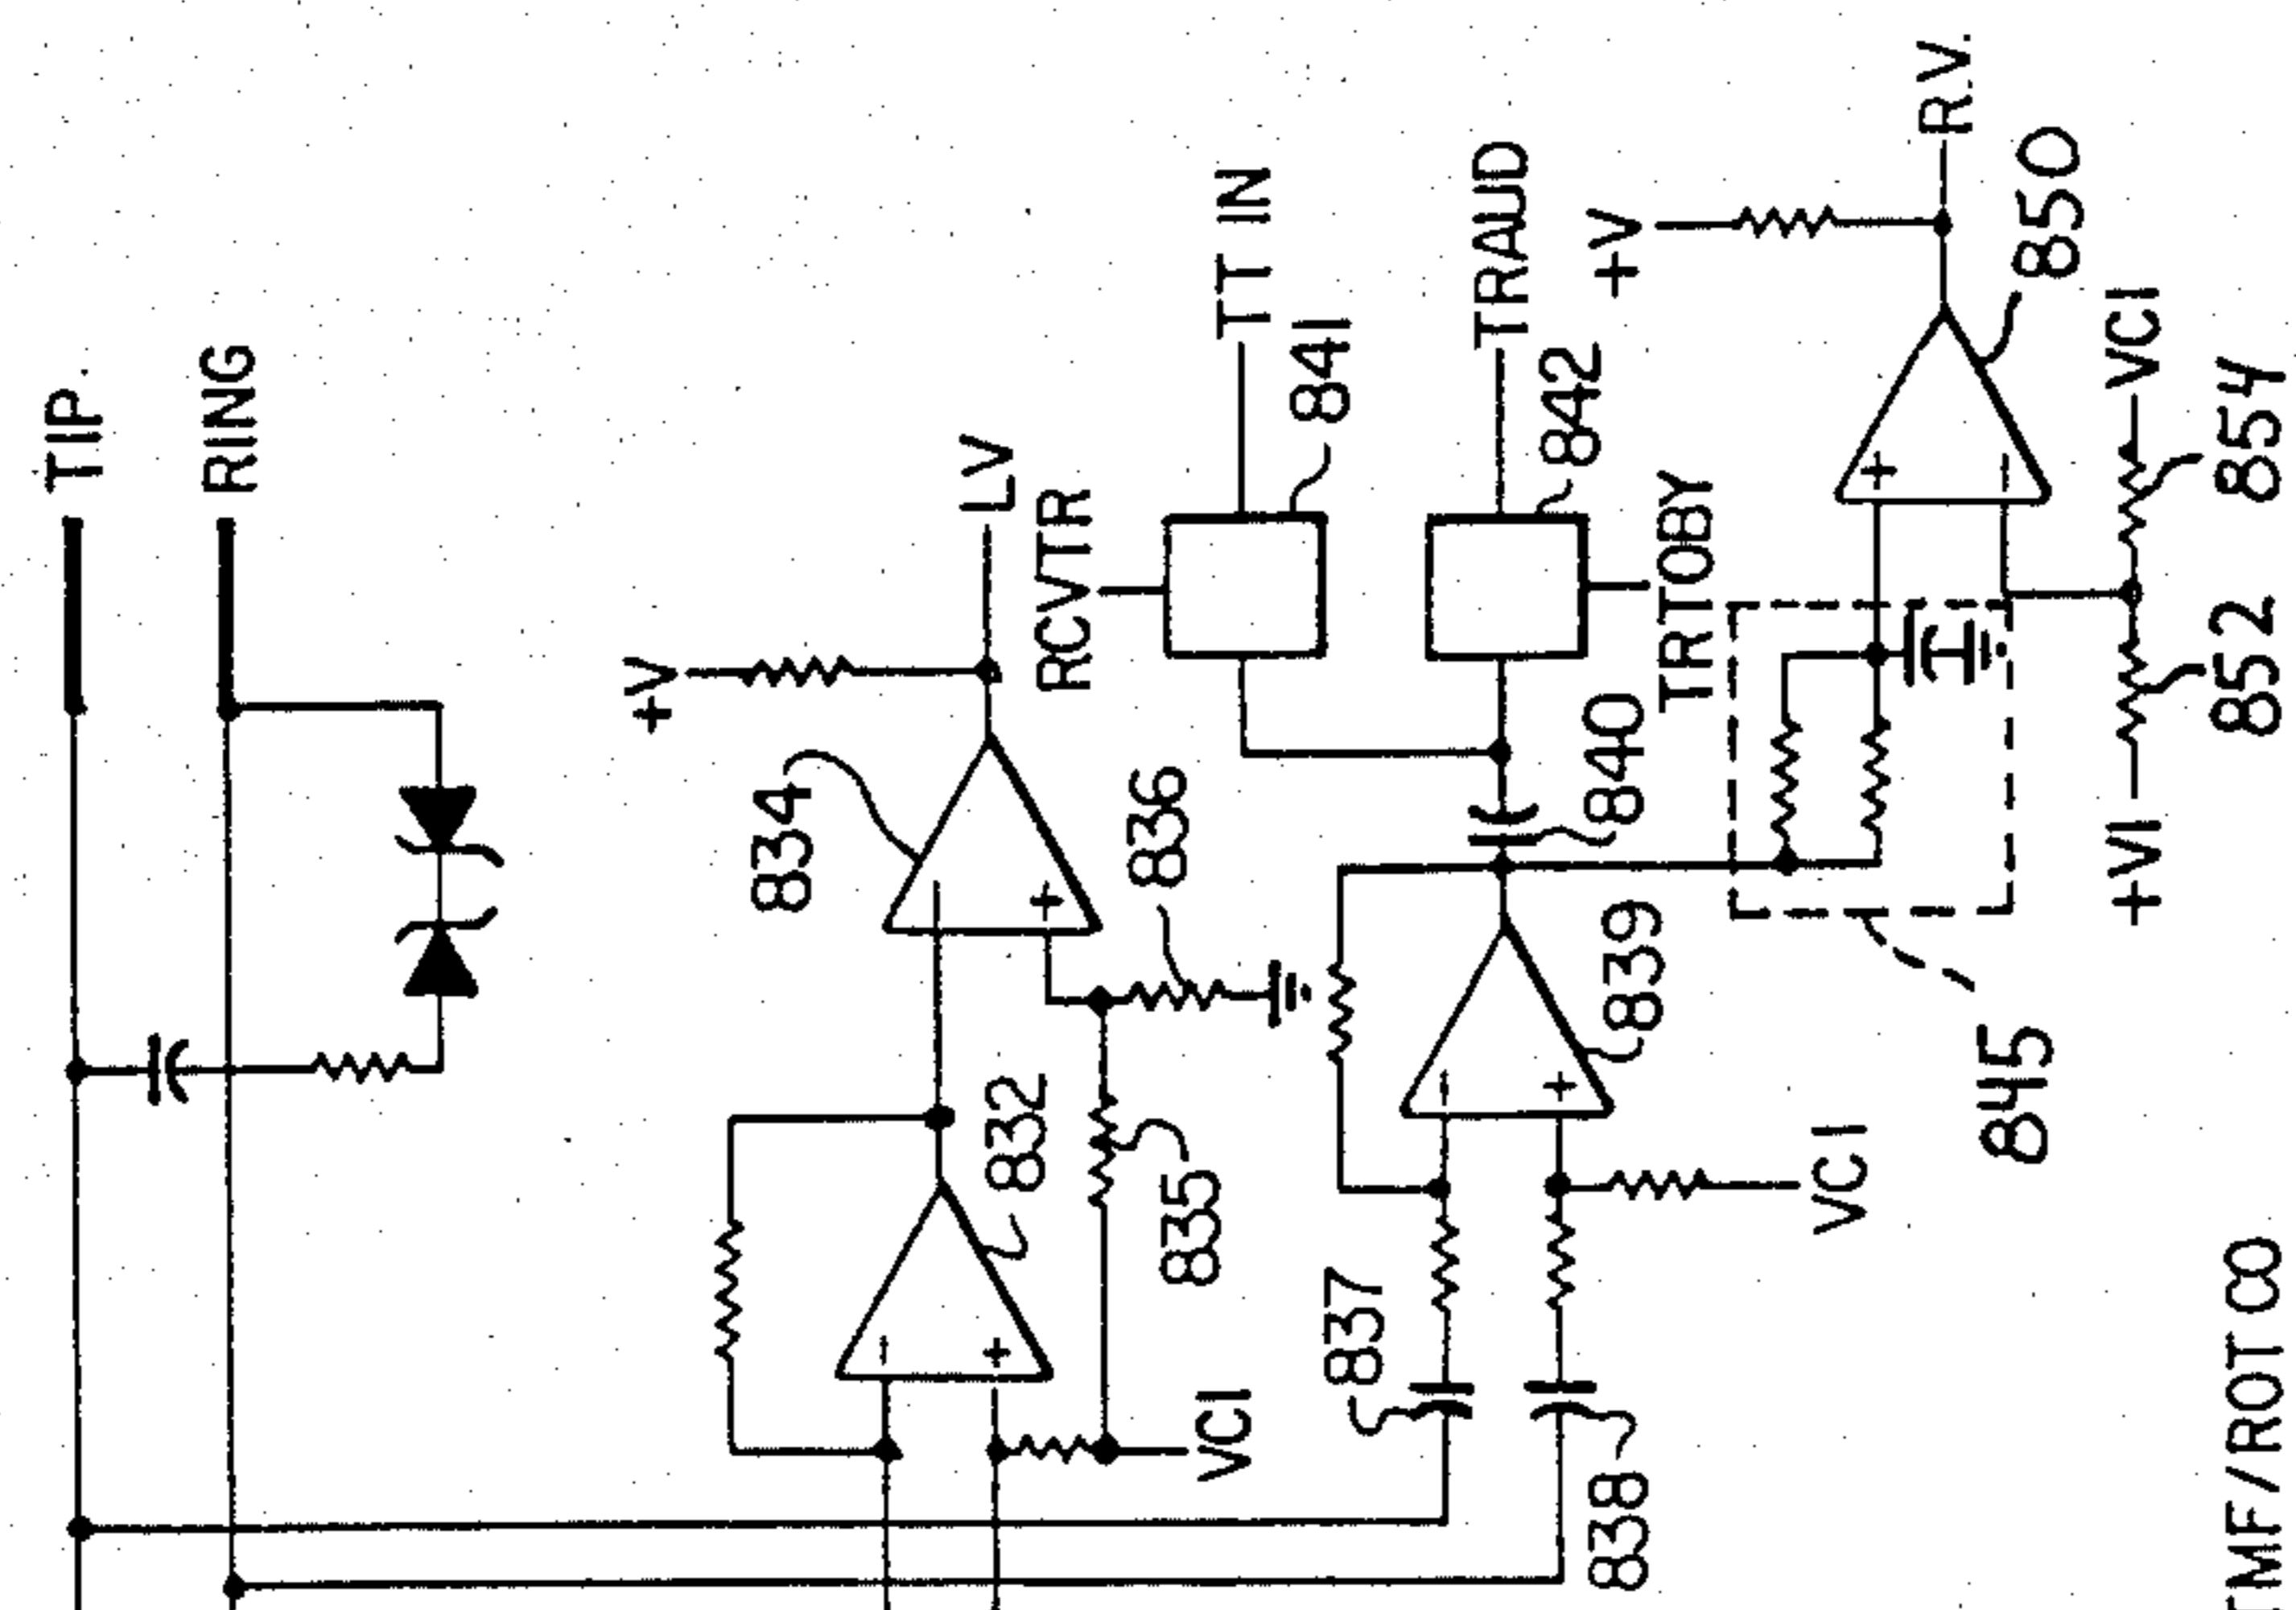 TIP
RING
+V
LV
834
832
835
836
RCVTR
TT IN
841
TRAUD
842
TRTOBY
840
839
837
838
VCI
VCI
845
+V
R.V.
850
VCI
854
852
+VI
MF/ROT CO